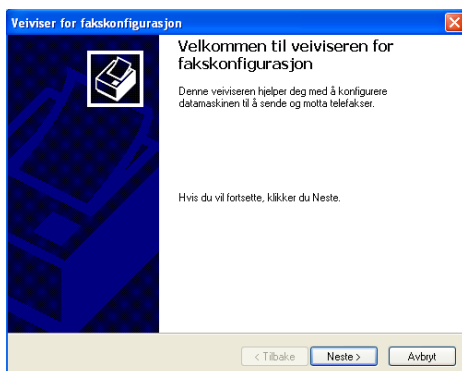 Veiviser for fakskonfigurasjon
Velkommen til veiviseren for
fakskonfigurasjon
Denne veiviseren hjelper deg med å konfigurere
datamaskinen til å sende og motta telefakser.
Hvis du vil fortsette, klikker du Neste.
< Tilbake
Neste >
Avbryt